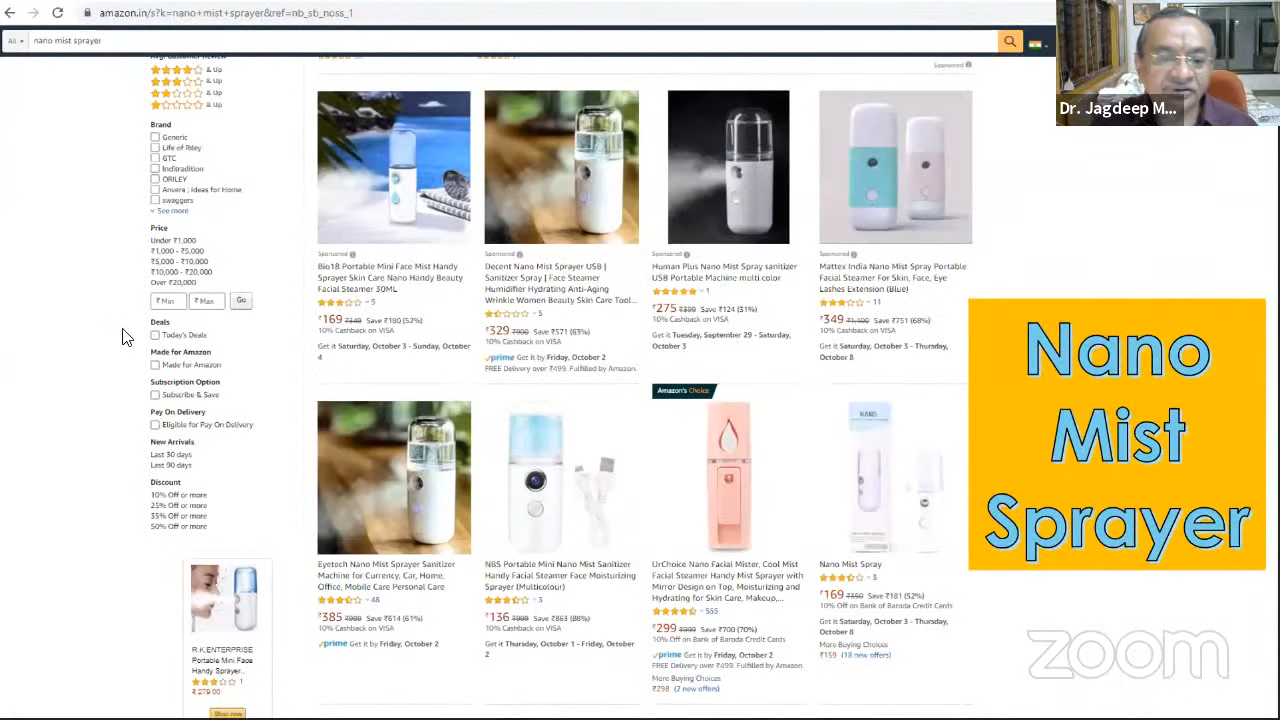 amazon.in/s?k=nano+mist+sprayer&ref=nb_sb_noss_1
All
nano mist sprayer
Dr. Jagdeep M...
Avg. Customer Review
& Up
& Up
& Up
& Up
Brand
Generic
Life of Riley
GTC
Inditradition
ORILEY
Anvera ; Ideas for Home
swaggers
See more
Price
Under ₹1,000
₹1,000 - ₹5,000
₹5,000 - ₹10,000
₹10,000 - ₹20,000
Over ₹20,000
₹ Min
₹ Max
Go
Deals
Today's Deals
Made for Amazon
Made for Amazon
Subscription Option
Subscribe & Save
Pay On Delivery
Eligible for Pay On Delivery
New Arrivals
Last 30 days
Last 90 days
Discount
10% Off or more
25% Off or more
35% Off or more
50% Off or more
R.K.ENTERPRISE
Portable Mini Face
Handy Sprayer..
1
₹ 279.00
Shop now
Sponsored
Sponsored
Bio18 Portable Mini Face Mist Handy
Sprayer Skin Care Nano Handy Beauty
Facial Steamer 30ML
5
₹169 ₹349 Save ₹180 (52%)
10% Cashback on VISA
Get it Saturday, October 3 - Sunday, October
4
Sponsored
Decent Nano Mist Sprayer USB |
Sanitizer Spray | Face Steamer
Humidifier Hydrating Anti-Aging
Wrinkle Women Beauty Skin Care Tool...
5
₹329 ₹900 Save ₹571 (63%)
10% Cashback on VISA
prime Get it by Friday, October 2
FREE Delivery over ₹499. Fulfilled by Amazon.
Sponsored
Human Plus Nano Mist Spray sanitizer
USB Portable Machine multi color
1
₹275 ₹399 Save ₹124 (31%)
10% Cashback on VISA
Get it Tuesday, September 29 - Saturday,
October 3
Sponsored
Mattex India Nano Mist Spray Portable
Facial Steamer For Skin, Face, Eye
Lashes Extension (Blue)
11
₹349 ₹1,100 Save ₹751 (68%)
10% Cashback on VISA
Get it Saturday, October 3 - Thursday,
October 8
Eyetech Nano Mist Sprayer Sanitizer
Machine for Currency, Car, Home,
Office, Mobile Care Personal Care
48
₹385 ₹999 Save ₹614 (61%)
10% Cashback on VISA
prime Get it by Friday, October 2
NBS Portable Mini Nano Mist Sanitizer
Handy Facial Steamer Face Moisturizing
Sprayer (Multicolour)
3
₹136 ₹999 Save ₹863 (86%)
10% Cashback on VISA
Get it Thursday, October 1 - Friday, October
2
Amazon's Choice
UrChoice Nano Facial Mister, Cool Mist
Facial Steamer Handy Mist Sprayer with
Mirror Design on Top, Moisturizing and
Hydrating for Skin Care, Makeup,...
555
₹299 ₹999 Save ₹700 (70%)
10% Off on Bank of Baroda Credit Cards
prime Get it by Friday, October 2
FREE Delivery over ₹499. Fulfilled by Amazon.
More Buying Choices
₹298 (2 new offers)
NANO
Nano Mist Spray
3
₹169 ₹350 Save ₹181 (52%)
10% Off on Bank of Baroda Credit Cards
Get it Saturday, October 3 - Thursday,
October 8
More Buying Choices
₹159 (18 new offers)
Nano
Mist
Sprayer
zoom